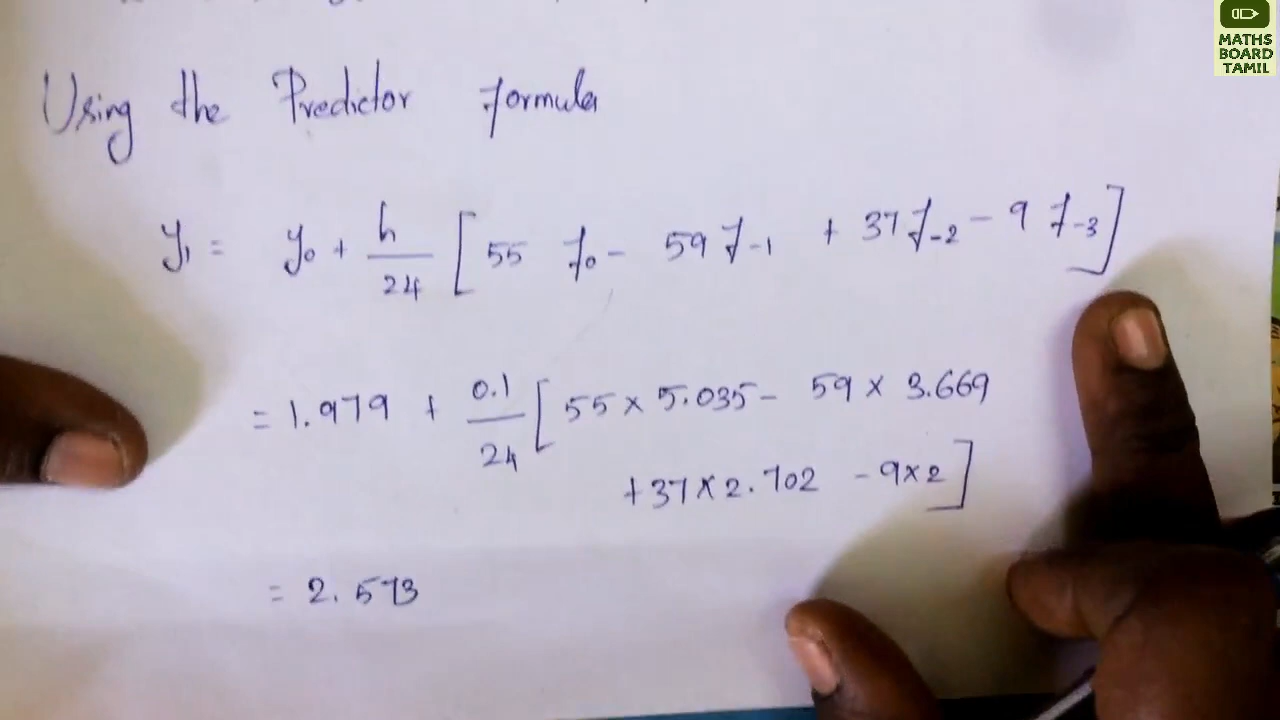 MATHS
BOARD
TAMIL
Using the Predictor formula
y₁ = y₀ + h/24 [55 f₀ - 59 f₋₁ + 37 f₋₂ - 9 f₋₃]
= 1.979 + 0.1/24 [55 × 5.035 - 59 × 3.669
+ 37 × 2.702 - 9 × 2]
= 2.573